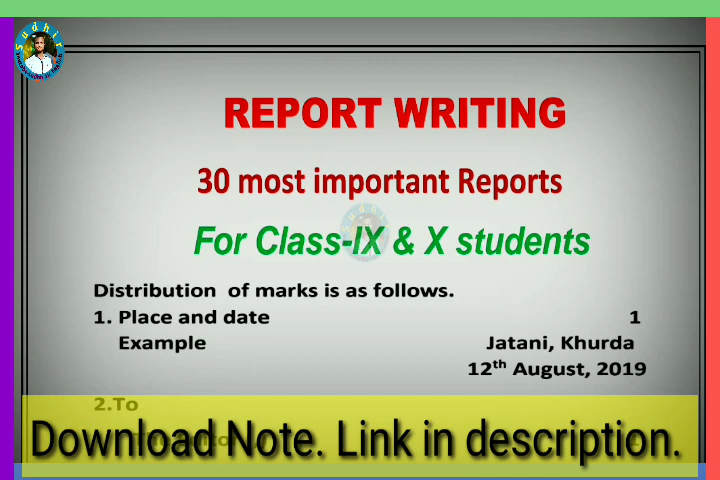 Sudhir
REPORT WRITING
30 most important Reports
For Class-IX & X students
Distribution of marks is as follows.
1. Place and date 1
Example Jatani, Khurda
12th August, 2019
2.To
Download Note. Link in description.